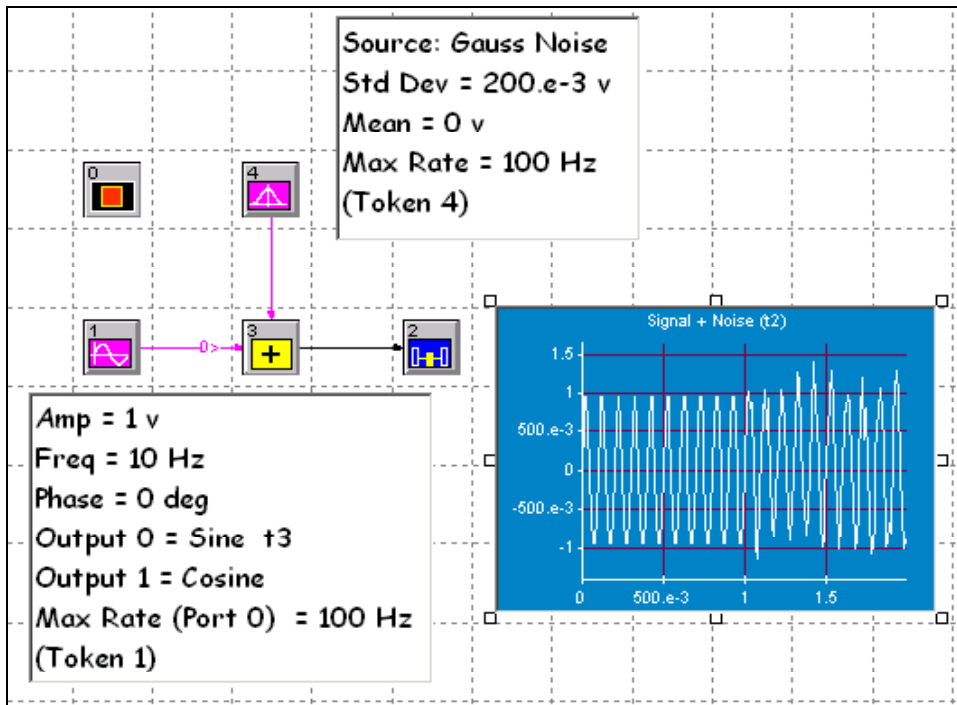 Source: Gauss Noise
Std Dev = 200.e-3 v
Mean = 0 v
Max Rate = 100 Hz
(Token 4)
0
4
1
0>
3
2
Amp = 1 v
Freq = 10 Hz
Phase = 0 deg
Output 0 = Sine t3
Output 1 = Cosine
Max Rate (Port 0) = 100 Hz
(Token 1)
Signal + Noise (t2)
1.5
1
500.e-3
0
-500.e-3
-1
0 500.e-3 1 1.5